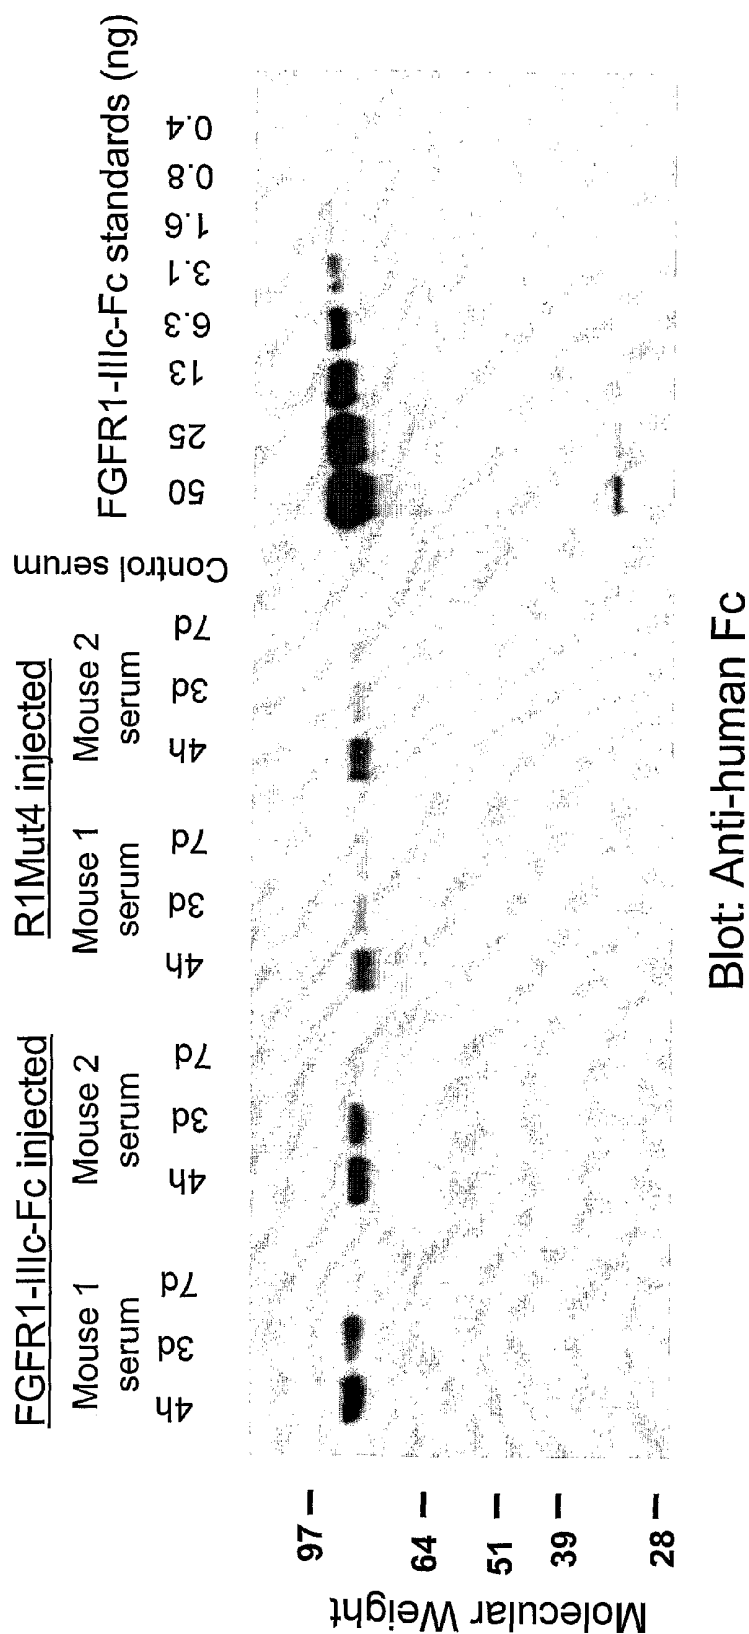 FGFR1-IIIc-Fc injected
R1Mut4 injected
FGFR1-IIIc-Fc standards (ng)
Mouse 1
serum
Mouse 2
serum
Mouse 1
serum
Mouse 2
serum
Control serum
4h 3d 7d 4h 3d 7d 4h 3d 7d 4h 3d 7d 50 25 13 6.3 3.1 1.6 0.8 0.4
Molecular Weight
97
64
51
39
28
Blot: Anti-human Fc